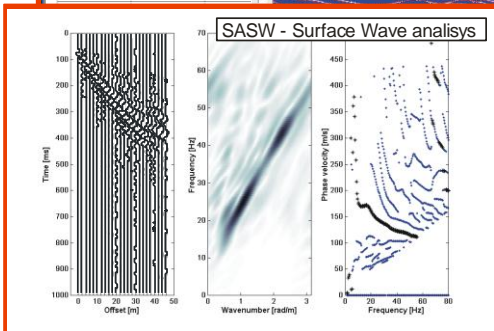 SASW - Surface Wave analisys
0
100
200
300
400
500
600
700
800
900
1000
Time [ms]
0 10 20 30 40 50
Offset [m]
70
60
50
40
30
20
10
0
Frequency [Hz]
0 1 2 3
Wavenumber [rad/m]
450
400
350
300
250
200
150
100
50
0
Phase velocity [m/s]
0 20 40 60 80
Frequency [Hz]